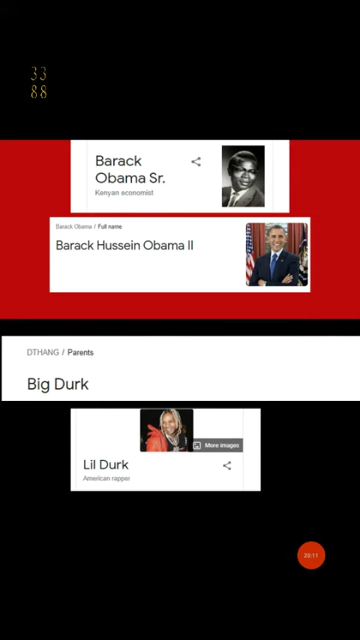 33
88
Barack
Obama Sr.
Kenyan economist
Barack Obama / Full name
Barack Hussein Obama II
DTHANG / Parents
Big Durk
More images
Lil Durk
American rapper
20:11